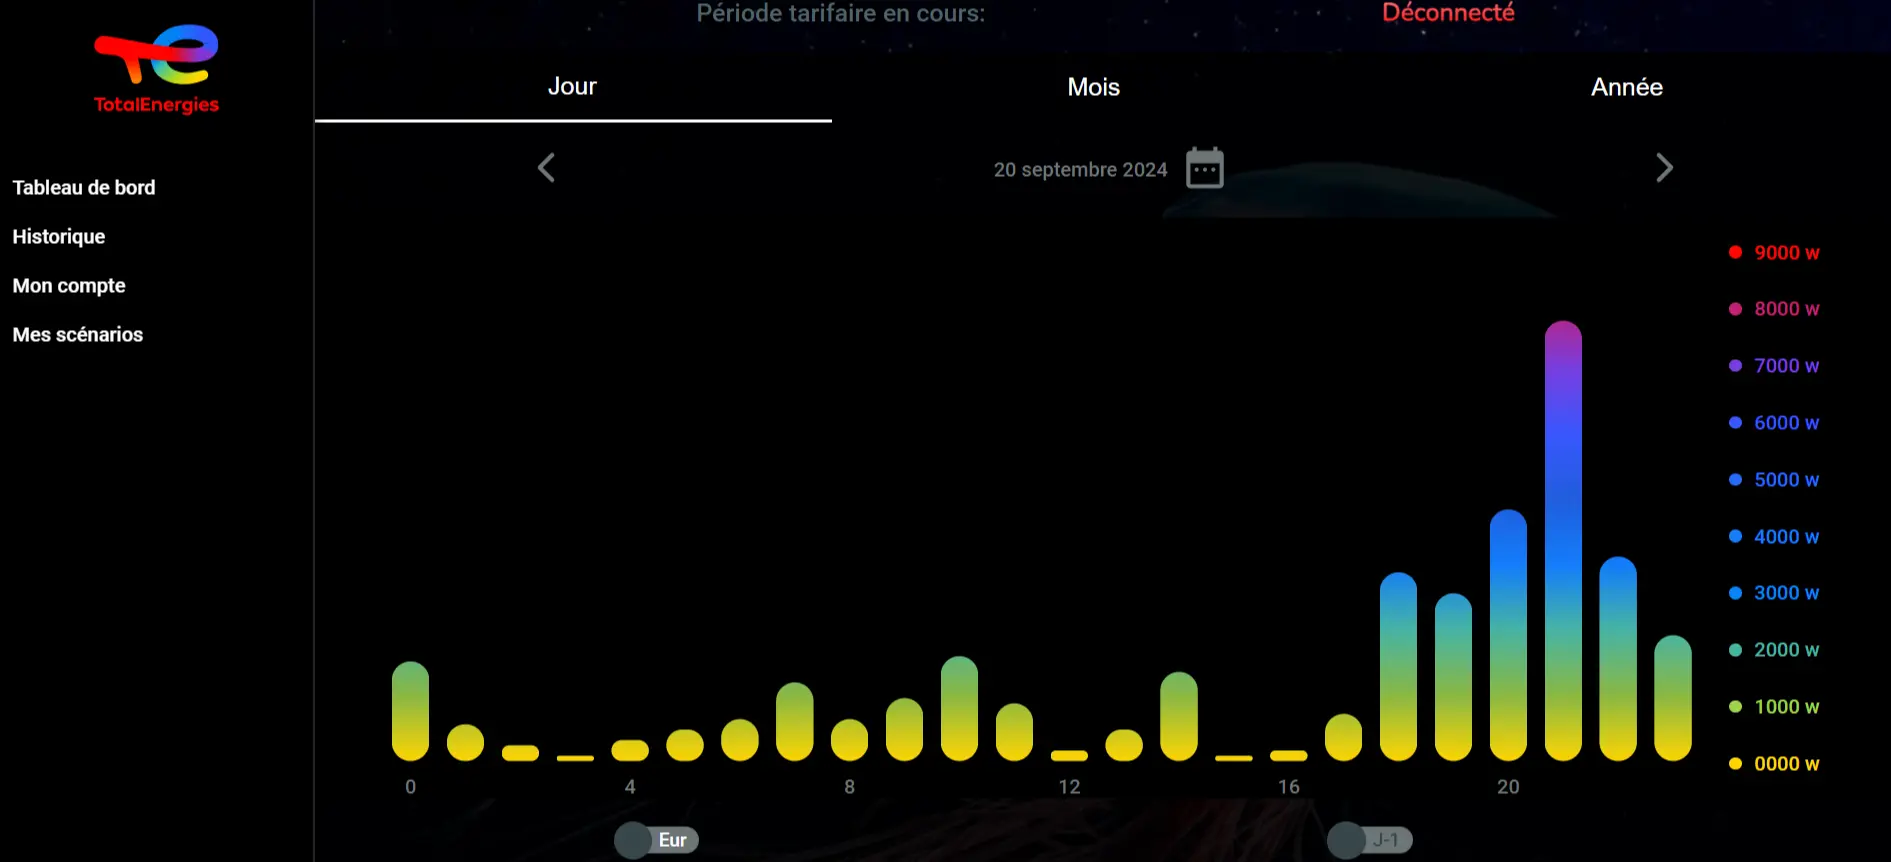 TotalEnergies
Tableau de bord
Historique
Mon compte
Mes scénarios
Période tarifaire en cours:
Déconnecté
Jour
Mois
Année
20 septembre 2024
9000 w
8000 w
7000 w
6000 w
5000 w
4000 w
3000 w
2000 w
1000 w
0000 w
0 4 8 12 16 20
Eur
J-1